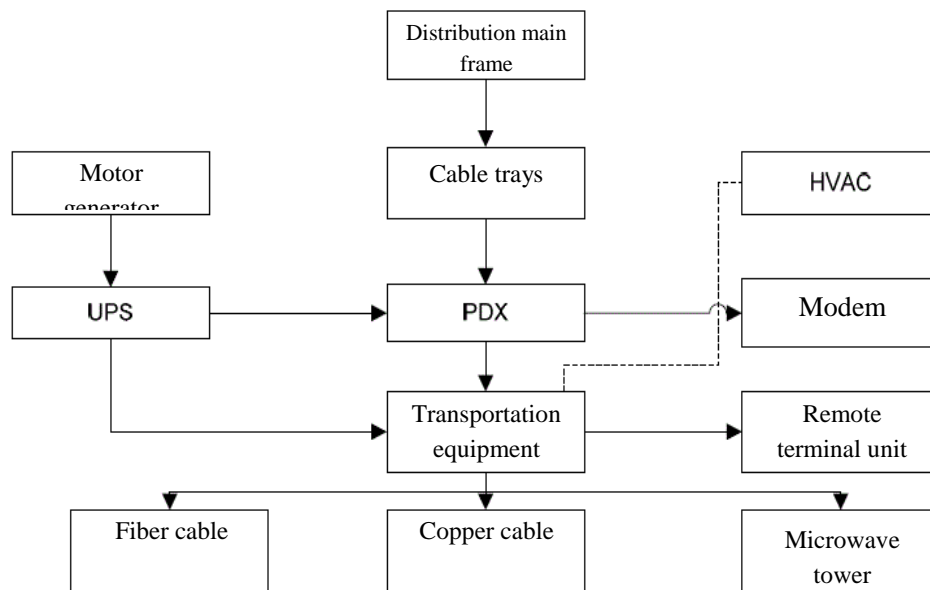 Distribution main
frame
Motor
generator
Cable trays
HVAC
UPS
PDX
Modem
Transportation
equipment
Remote
terminal unit
Fiber cable
Copper cable
Microwave
tower